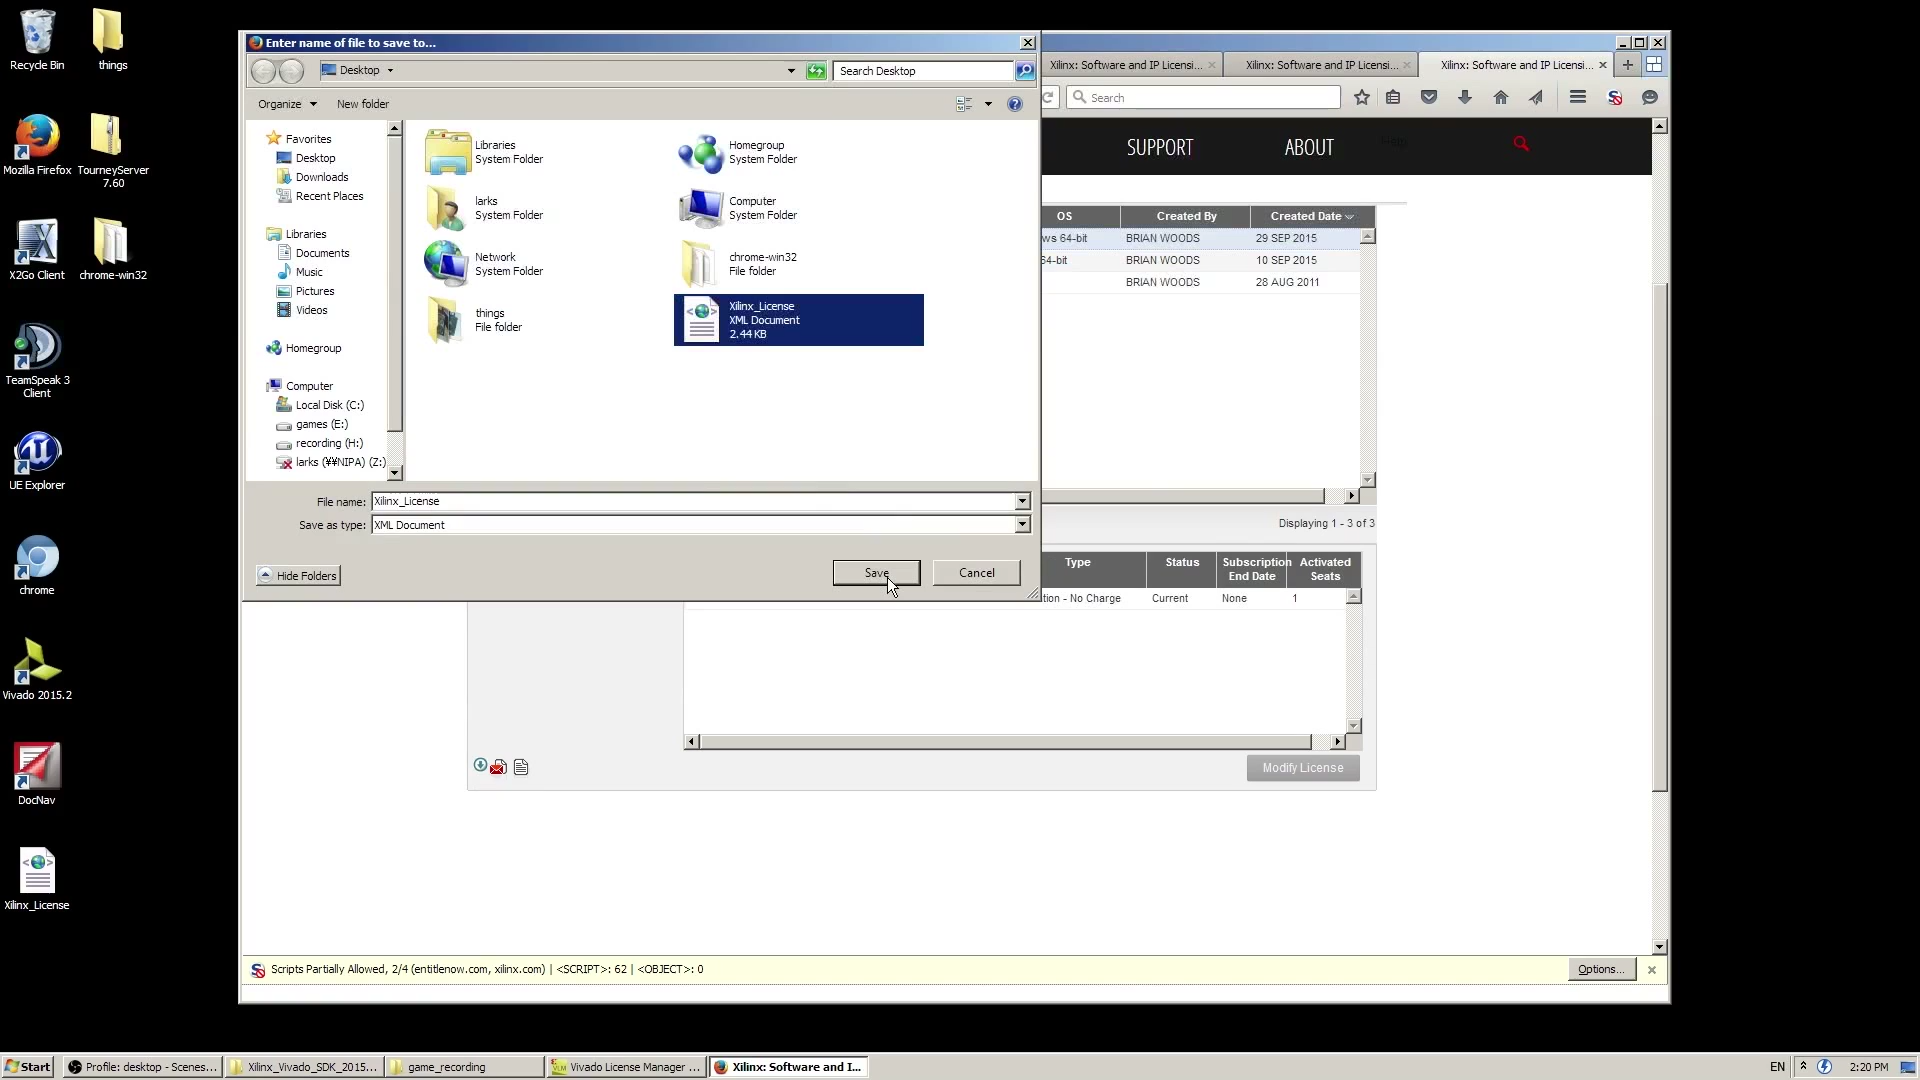 Recycle Bin
things
Mozilla Firefox
TourneyServer
7.60
X2Go Client
chrome-win32
TeamSpeak 3
Client
UE Explorer
chrome
Vivado 2015.2
DocNav
Xilinx_License
Enter name of file to save to...
Desktop
Search Desktop
Organize
New folder
Favorites
Desktop
Downloads
Recent Places
Libraries
Documents
Music
Pictures
Videos
Homegroup
Computer
Local Disk (C:)
games (E:)
recording (H:)
larks (¥¥NIPA) (Z:)
Libraries
System Folder
Homegroup
System Folder
larks
System Folder
Computer
System Folder
Network
System Folder
chrome-win32
File folder
things
File folder
Xilinx_License
XML Document
2.44 KB
File name: Xilinx_License
Save as type: XML Document
Hide Folders
Save
Cancel
Xilinx: Software and IP Licensi...
Xilinx: Software and IP Licensi...
Xilinx: Software and IP Licensi...
Search
SUPPORT
ABOUT
OS Created By Created Date
ws 64-bit BRIAN WOODS 29 SEP 2015
64-bit BRIAN WOODS 10 SEP 2015
BRIAN WOODS 28 AUG 2011
Displaying 1 - 3 of 3
Type Status Subscription Activated
End Date Seats
tion - No Charge Current None 1
Modify License
Scripts Partially Allowed, 2/4 (entitlenow.com, xilinx.com) | <SCRIPT>: 62 | <OBJECT>: 0
Options...
Start
Profile: desktop - Scenes...
Xilinx_Vivado_SDK_2015...
game_recording
Vivado License Manager ...
Xilinx: Software and I...
EN
2:20 PM